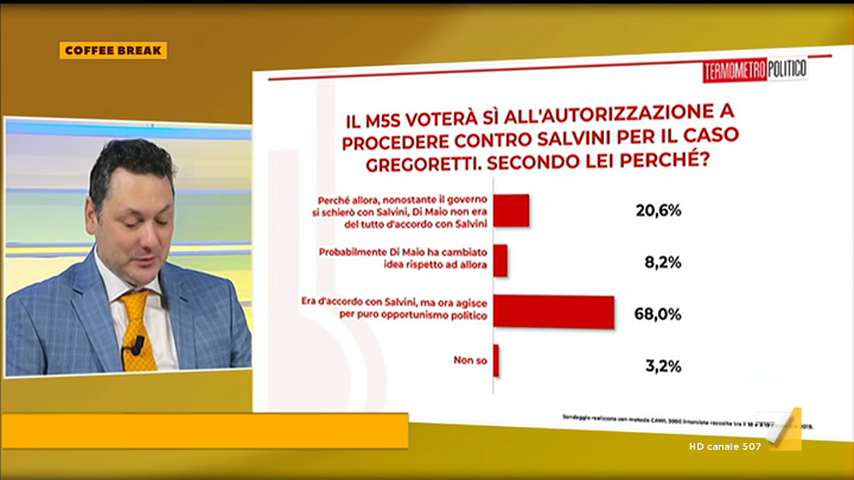 COFFEE BREAK
TERMOMETRO POLITICO
IL M5S VOTERÀ SÌ ALL'AUTORIZZAZIONE A
PROCEDERE CONTRO SALVINI PER IL CASO
GREGORETTI. SECONDO LEI PERCHÉ?
Perché allora, nonostante il governo
si schierò con Salvini, Di Maio non era
del tutto d'accordo con Salvini
20,6%
Probabilmente Di Maio ha cambiato
idea rispetto ad allora
8,2%
Era d'accordo con Salvini, ma ora agisce
per puro opportunismo politico
68,0%
Non so
3,2%
Sondaggio realizzato con metodo CAWI, 3000 interviste raccolte tra il 18 e il 19 2019.
HD canale 507